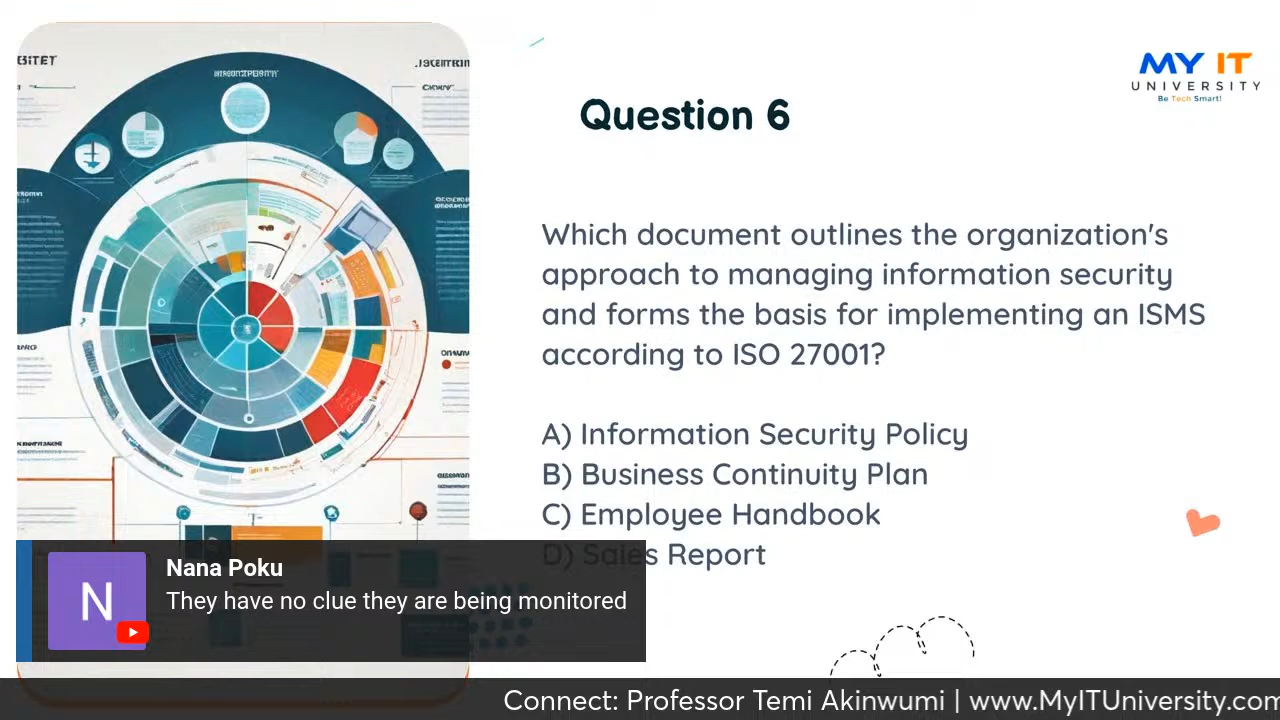 MY IT
UNIVERSITY
Be Tech Smart!
Question 6
Which document outlines the organization's
approach to managing information security
and forms the basis for implementing an ISMS
according to ISO 27001?
A) Information Security Policy
B) Business Continuity Plan
C) Employee Handbook
D) Sales Report
N
Nana Poku
They have no clue they are being monitored
Connect: Professor Temi Akinwumi | www.MyITUniversity.com